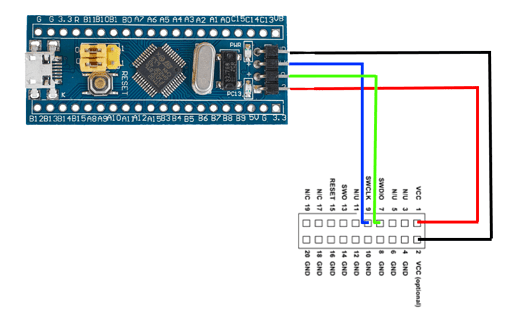 G G 3.3 R B11 B10 B1 B0 A7 A6 A5 A4 A3 A2 A1 A0 C15 C14 C13 VB
PWR
RESET
K
PC13
B12 B13 B14 B15 A8 A9 A10 A11 A12 A15 B3 B4 B5 B6 B7 B8 B9 5V G 3.3
N/C 19
N/C 17
RESET 15
SWO 13
N/U 11
SWCLK 9
SWDIO 7
N/U 5
N/U 3
VCC 1
20 GND
18 GND
16 GND
14 GND
12 GND
10 GND
8 GND
6 GND
4 GND
2 VCC (optional)